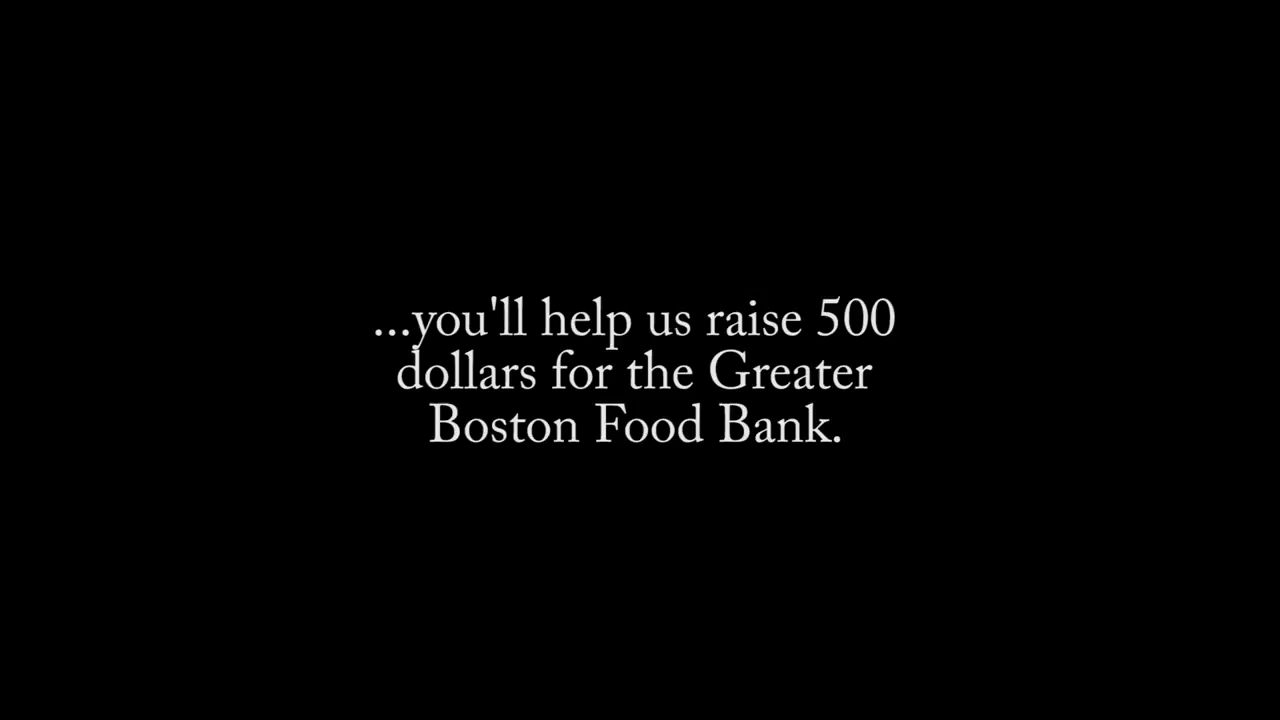 ...you'll help us raise 500
dollars for the Greater
Boston Food Bank.